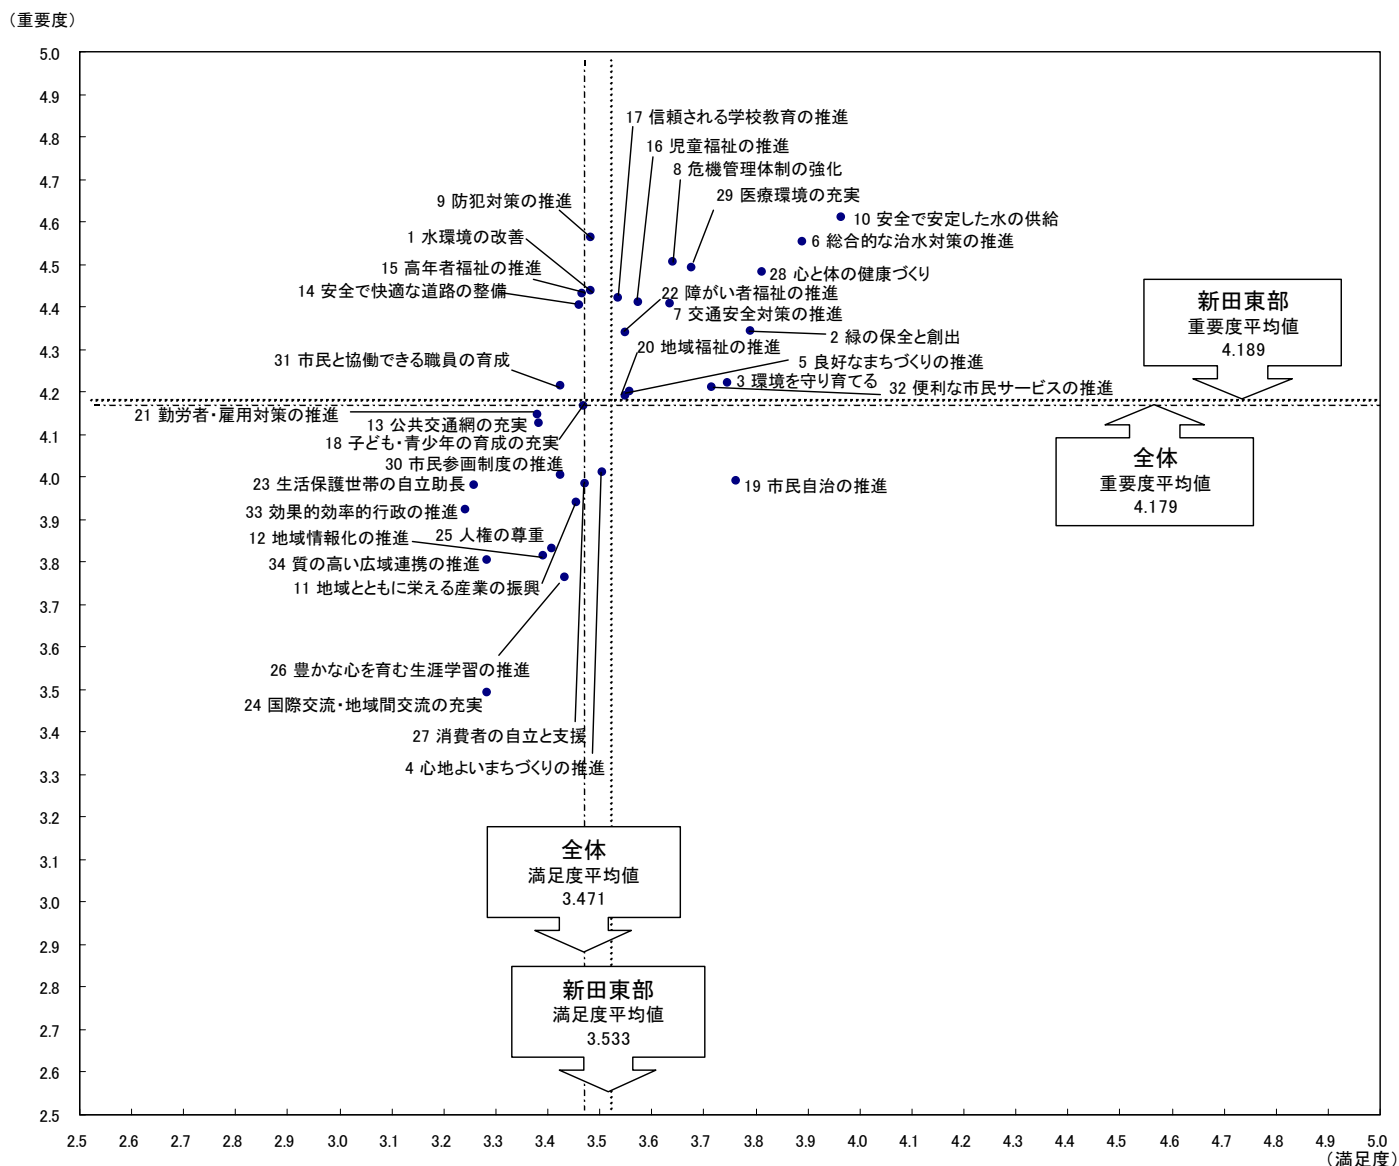 (重要度)
5.0
4.9
4.8
4.7
4.6
4.5
4.4
4.3
4.2
4.1
4.0
3.9
3.8
3.7
3.6
3.5
3.4
3.3
3.2
3.1
3.0
2.9
2.8
2.7
2.6
2.5
17 信頼される学校教育の推進
16 児童福祉の推進
8 危機管理体制の強化
29 医療環境の充実
9 防犯対策の推進
10 安全で安定した水の供給
1 水環境の改善
6 総合的な治水対策の推進
15 高年者福祉の推進
28 心と体の健康づくり
14 安全で快適な道路の整備
22 障がい者福祉の推進
7 交通安全対策の推進
2 緑の保全と創出
20 地域福祉の推進
31 市民と協働できる職員の育成
5 良好なまちづくりの推進
3 環境を守り育てる
32 便利な市民サービスの推進
新田東部
重要度平均値
4.189
21 勤労者・雇用対策の推進
13 公共交通網の充実
18 子ども・青少年の育成の充実
30 市民参画制度の推進
全体
重要度平均値
4.179
23 生活保護世帯の自立助長
19 市民自治の推進
33 効果的効率的行政の推進
12 地域情報化の推進
25 人権の尊重
34 質の高い広域連携の推進
11 地域とともに栄える産業の振興
26 豊かな心を育む生涯学習の推進
24 国際交流・地域間交流の充実
27 消費者の自立と支援
4 心地よいまちづくりの推進
全体
満足度平均値
3.471
新田東部
満足度平均値
3.533
2.5 2.6 2.7 2.8 2.9 3.0 3.1 3.2 3.3 3.4 3.5 3.6 3.7 3.8 3.9 4.0 4.1 4.2 4.3 4.4 4.5 4.6 4.7 4.8 4.9 5.0
(満足度)